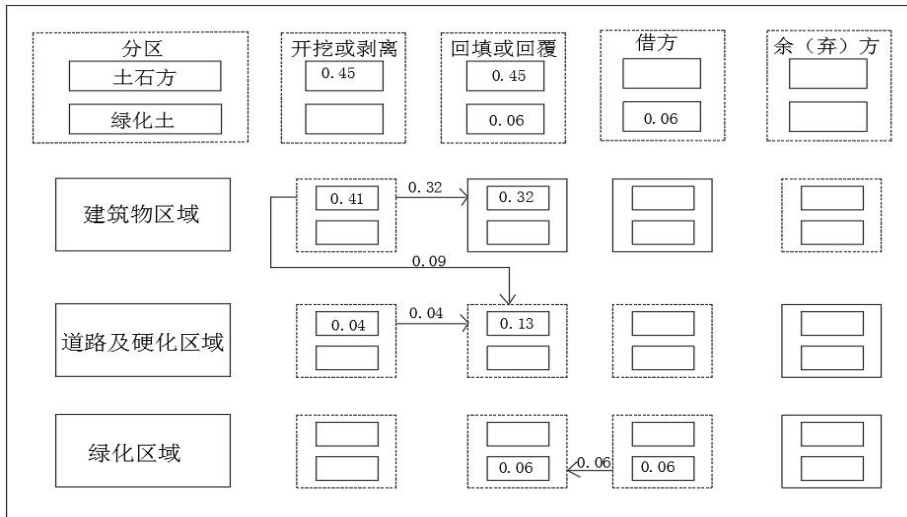 分区
开挖或剥离
回填或回覆
借方
余（弃）方
土石方
0.45
0.45
绿化土
0.06
0.06
建筑物区域
0.41
0.32
0.32
0.09
道路及硬化区域
0.04
0.04
0.13
绿化区域
0.06
0.06
0.06